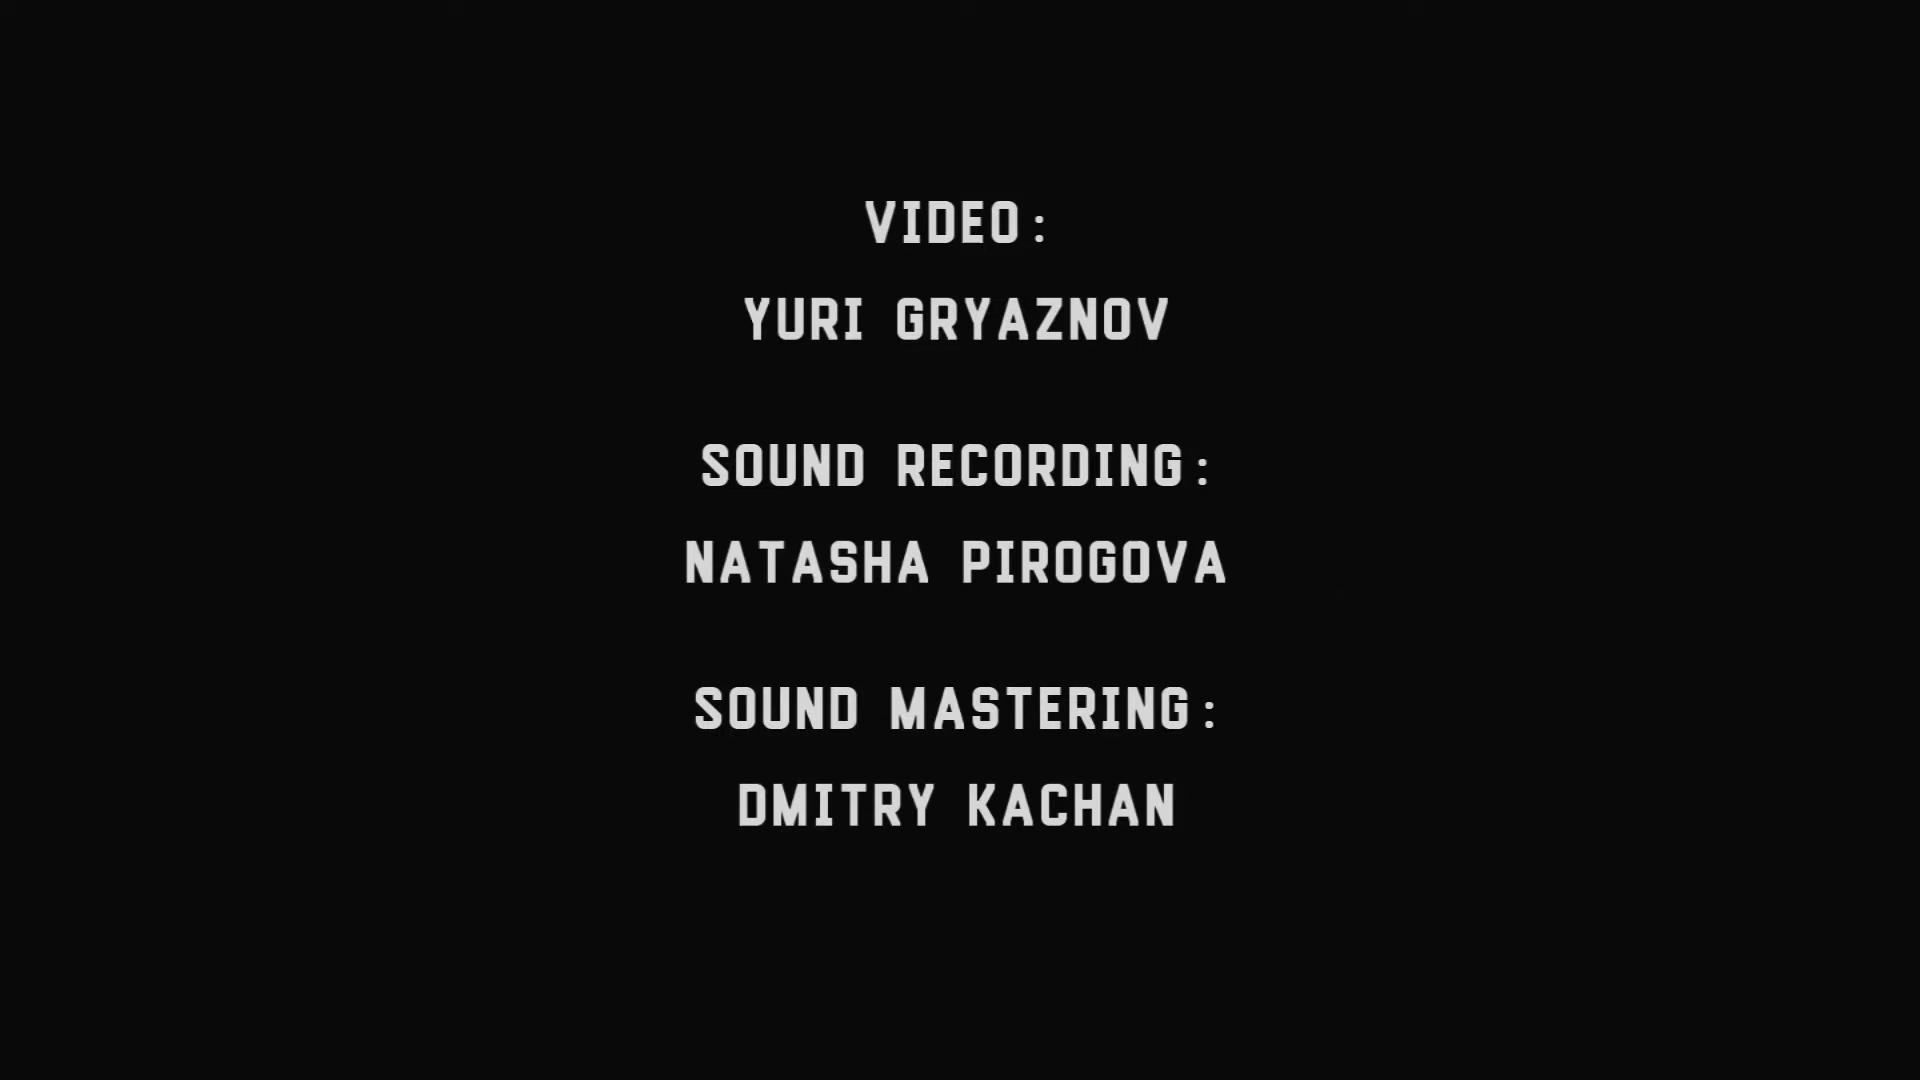 VIDEO:
YURI GRYAZNOV
SOUND RECORDING:
NATASHA PIROGOVA
SOUND MASTERING:
DMITRY KACHAN